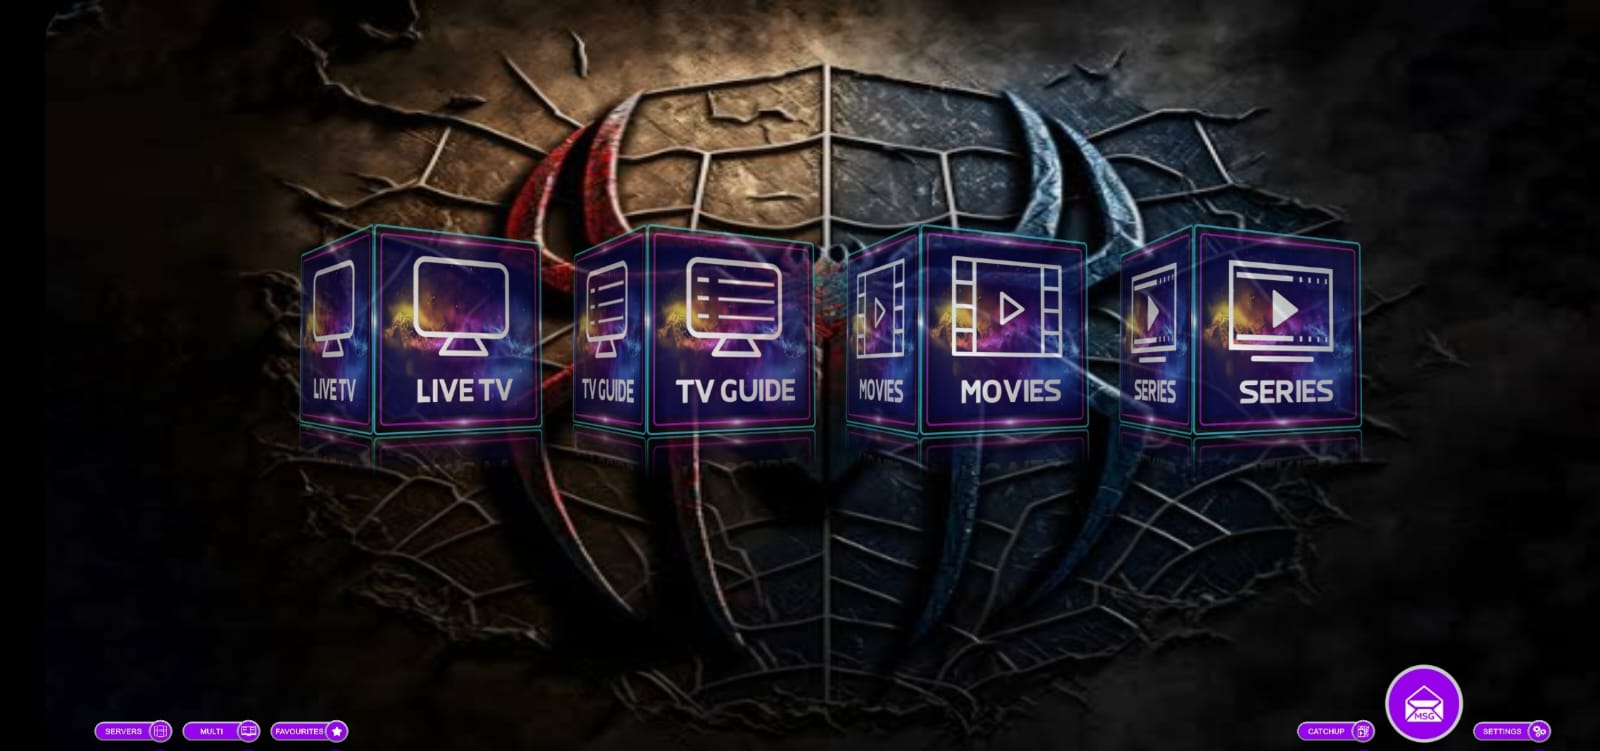 LIVE TV
LIVE TV
TV GUIDE
TV GUIDE
MOVIES
MOVIES
SERIES
SERIES
MSG
SERVERS
MULTI
FAVOURITES
CATCHUP
SETTINGS